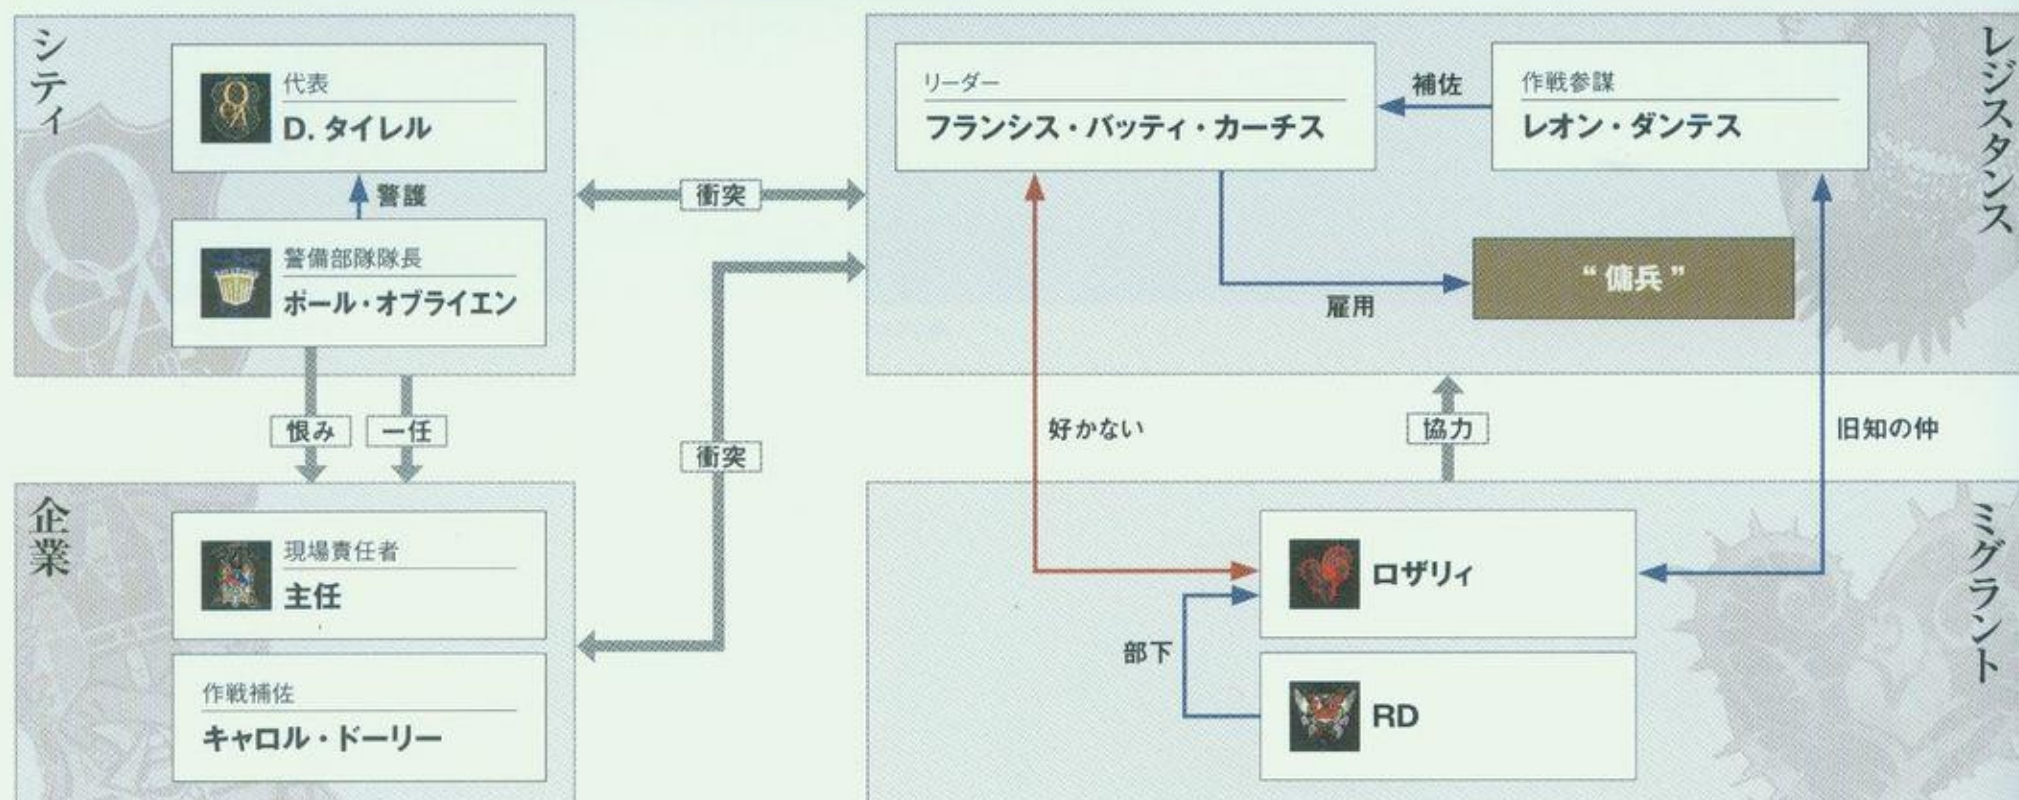 シティ
代表
D. タイレル
警護
警備部隊隊長
ポール・オブライエン
恨み
一任
企業
現場責任者
主任
作戦補佐
キャロル・ドーリー
衝突
衝突
レジスタンス
リーダー
フランシス・バッティ・カーチス
補佐
作戦参謀
レオン・ダンテス
雇用
“傭兵”
好かない
協力
旧知の仲
ミグラント
ロザリィ
部下
RD